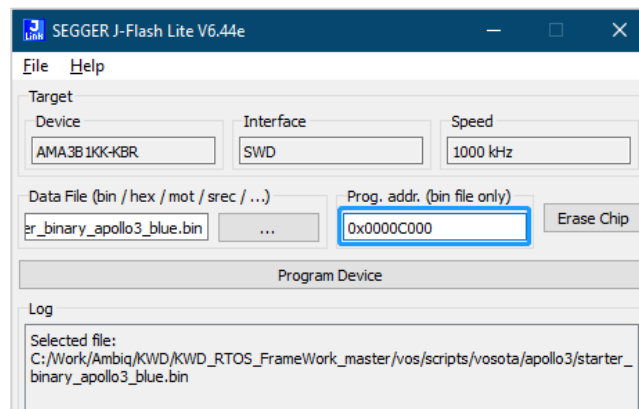 J Link SEGGER J-Flash Lite V6.44e
File Help
Target
Device Interface Speed
AMA3B1KK-KBR SWD 1000 kHz
Data File (bin / hex / mot / srec / ...) Prog. addr. (bin file only)
er_binary_apollo3_blue.bin ... 0x0000C000 Erase Chip
Program Device
Log
Selected file:
C:/Work/Ambiq/KWD/KWD_RTOS_FrameWork_master/vos/scripts/vosota/apollo3/starter_
binary_apollo3_blue.bin